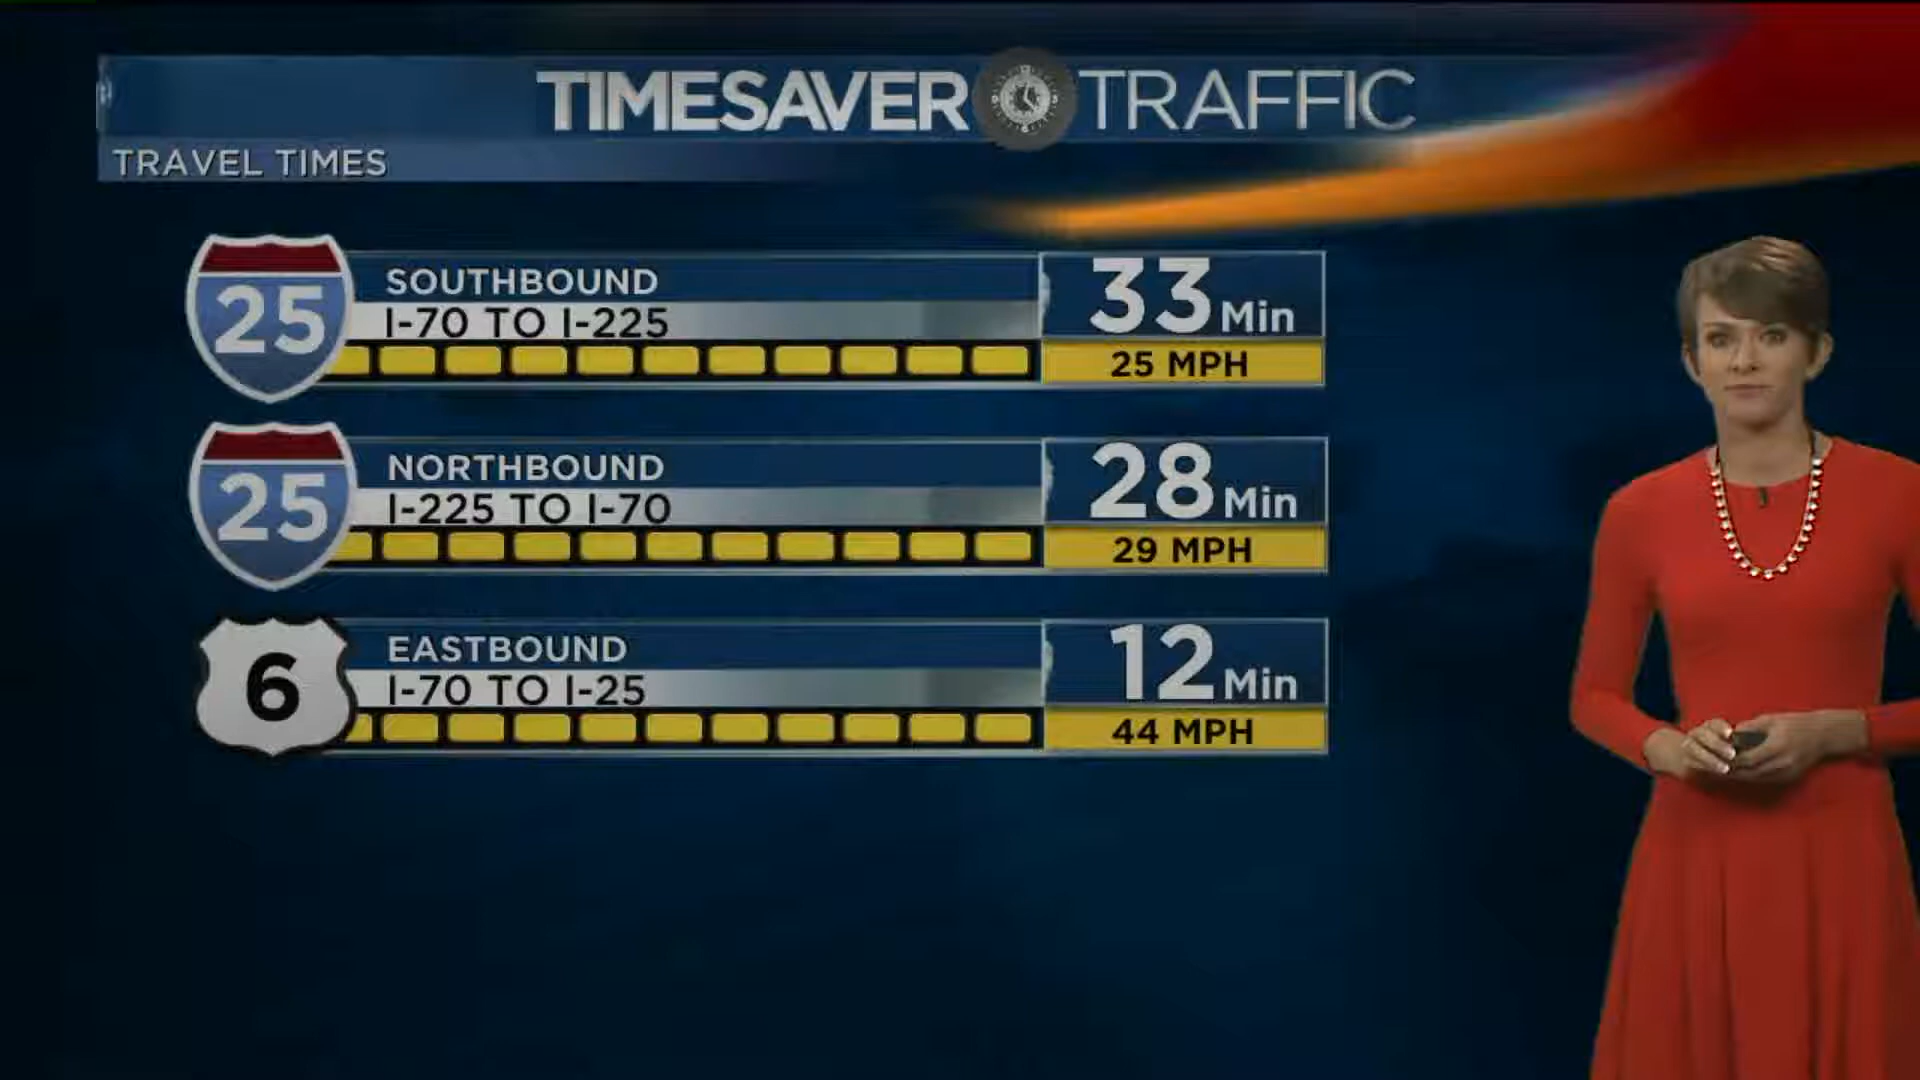 TIMESAVER TRAFFIC
TRAVEL TIMES
25
SOUTHBOUND
I-70 TO I-225
33 Min
25 MPH
25
NORTHBOUND
I-225 TO I-70
28 Min
29 MPH
6
EASTBOUND
I-70 TO I-25
12 Min
44 MPH